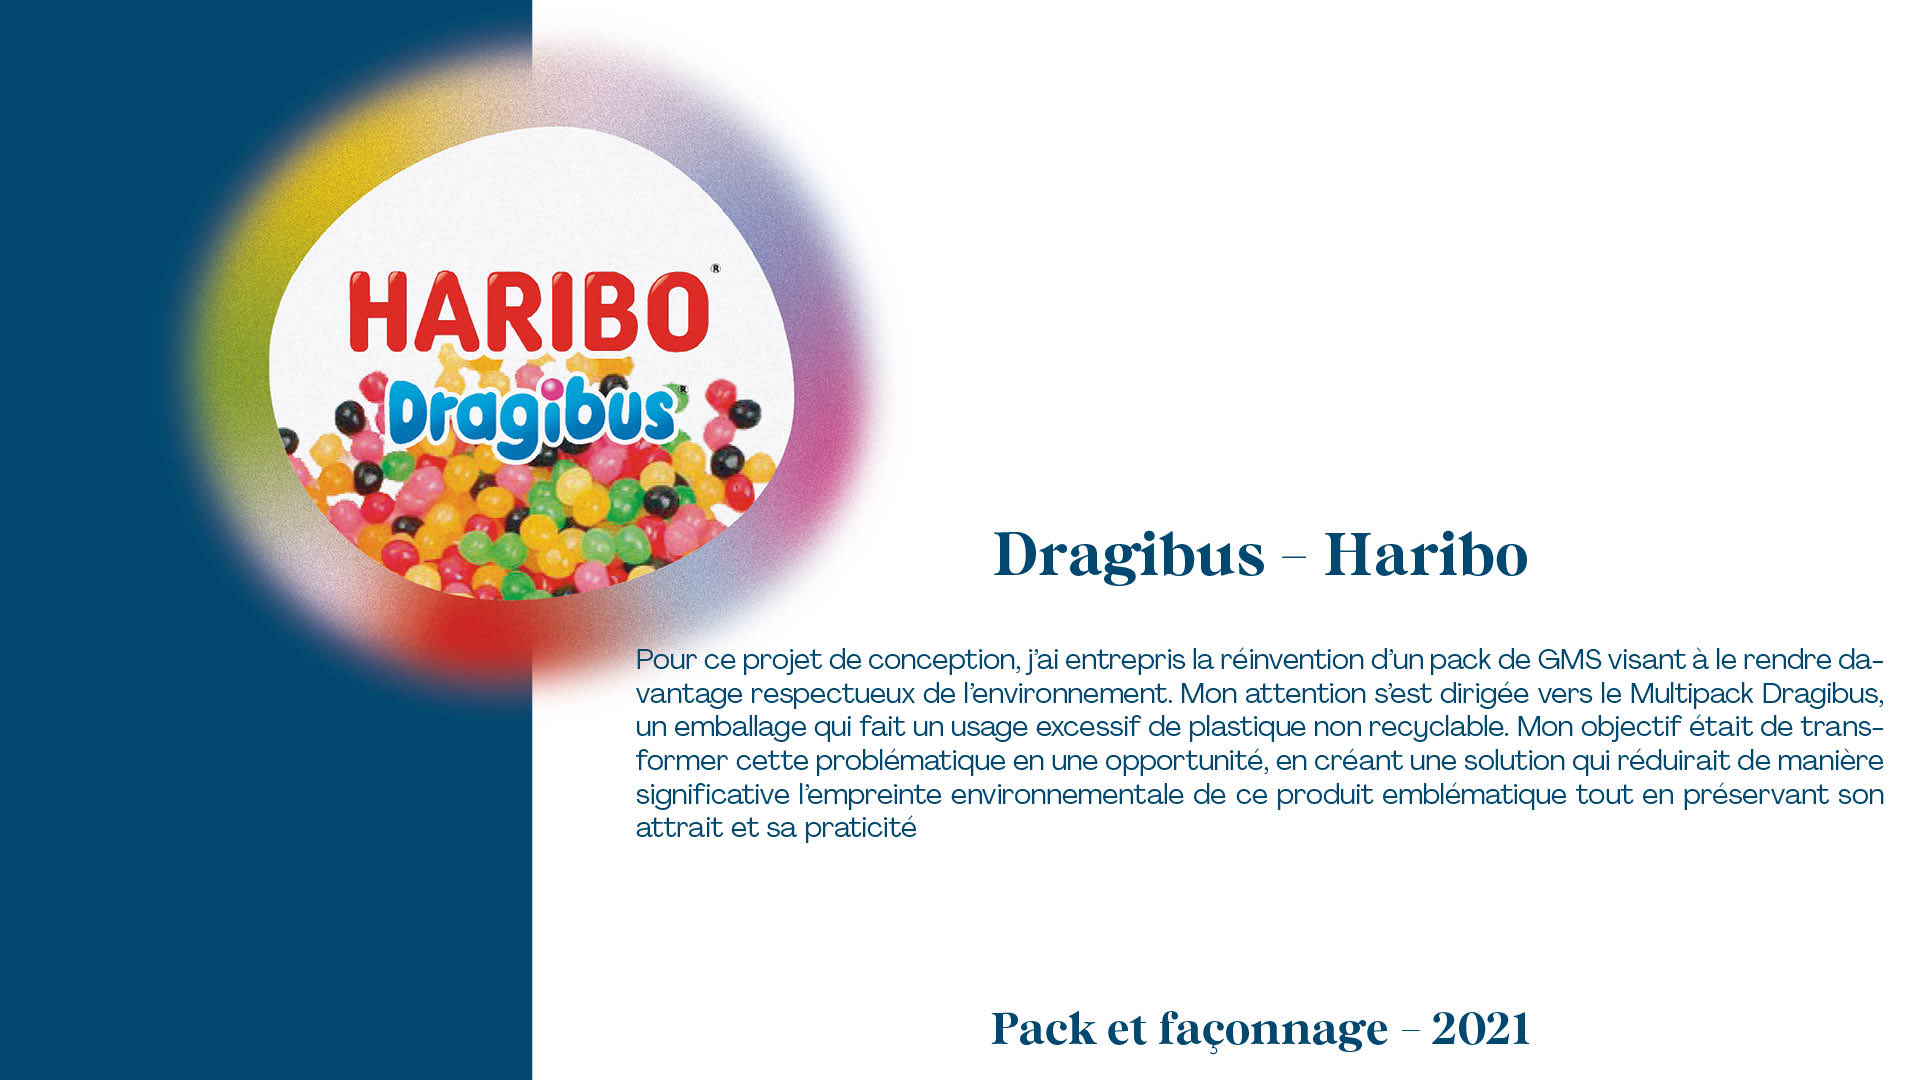 HARIBO®
Dragibus®
Dragibus – Haribo
Pour ce projet de conception, j’ai entrepris la réinvention d’un pack de GMS visant à le rendre da-
vantage respectueux de l’environnement. Mon attention s’est dirigée vers le Multipack Dragibus,
un emballage qui fait un usage excessif de plastique non recyclable. Mon objectif était de trans-
former cette problématique en une opportunité, en créant une solution qui réduirait de manière
significative l’empreinte environnementale de ce produit emblématique tout en préservant son
attrait et sa praticité
Pack et façonnage – 2021